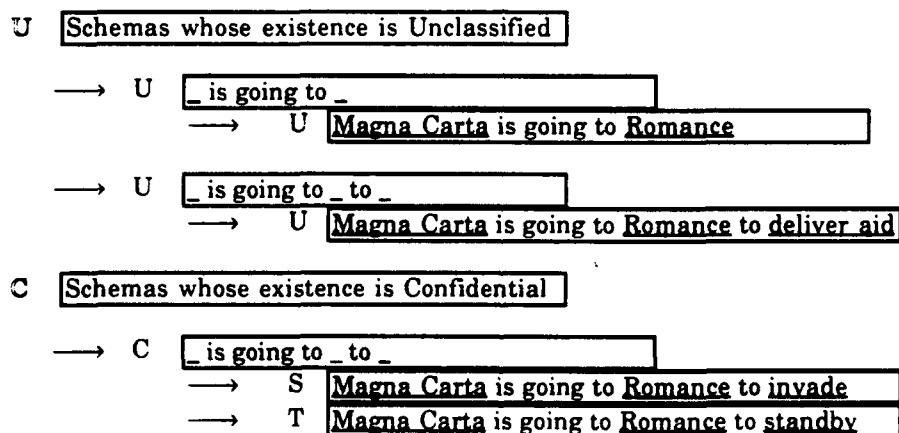 U Schemas whose existence is Unclassified
→ U _ is going to _
→ U Magna Carta is going to Romance
→ U _ is going to _ to _
→ U Magna Carta is going to Romance to deliver aid
C Schemas whose existence is Confidential
→ C _ is going to _ to _
→ S Magna Carta is going to Romance to invade
→ T Magna Carta is going to Romance to standby